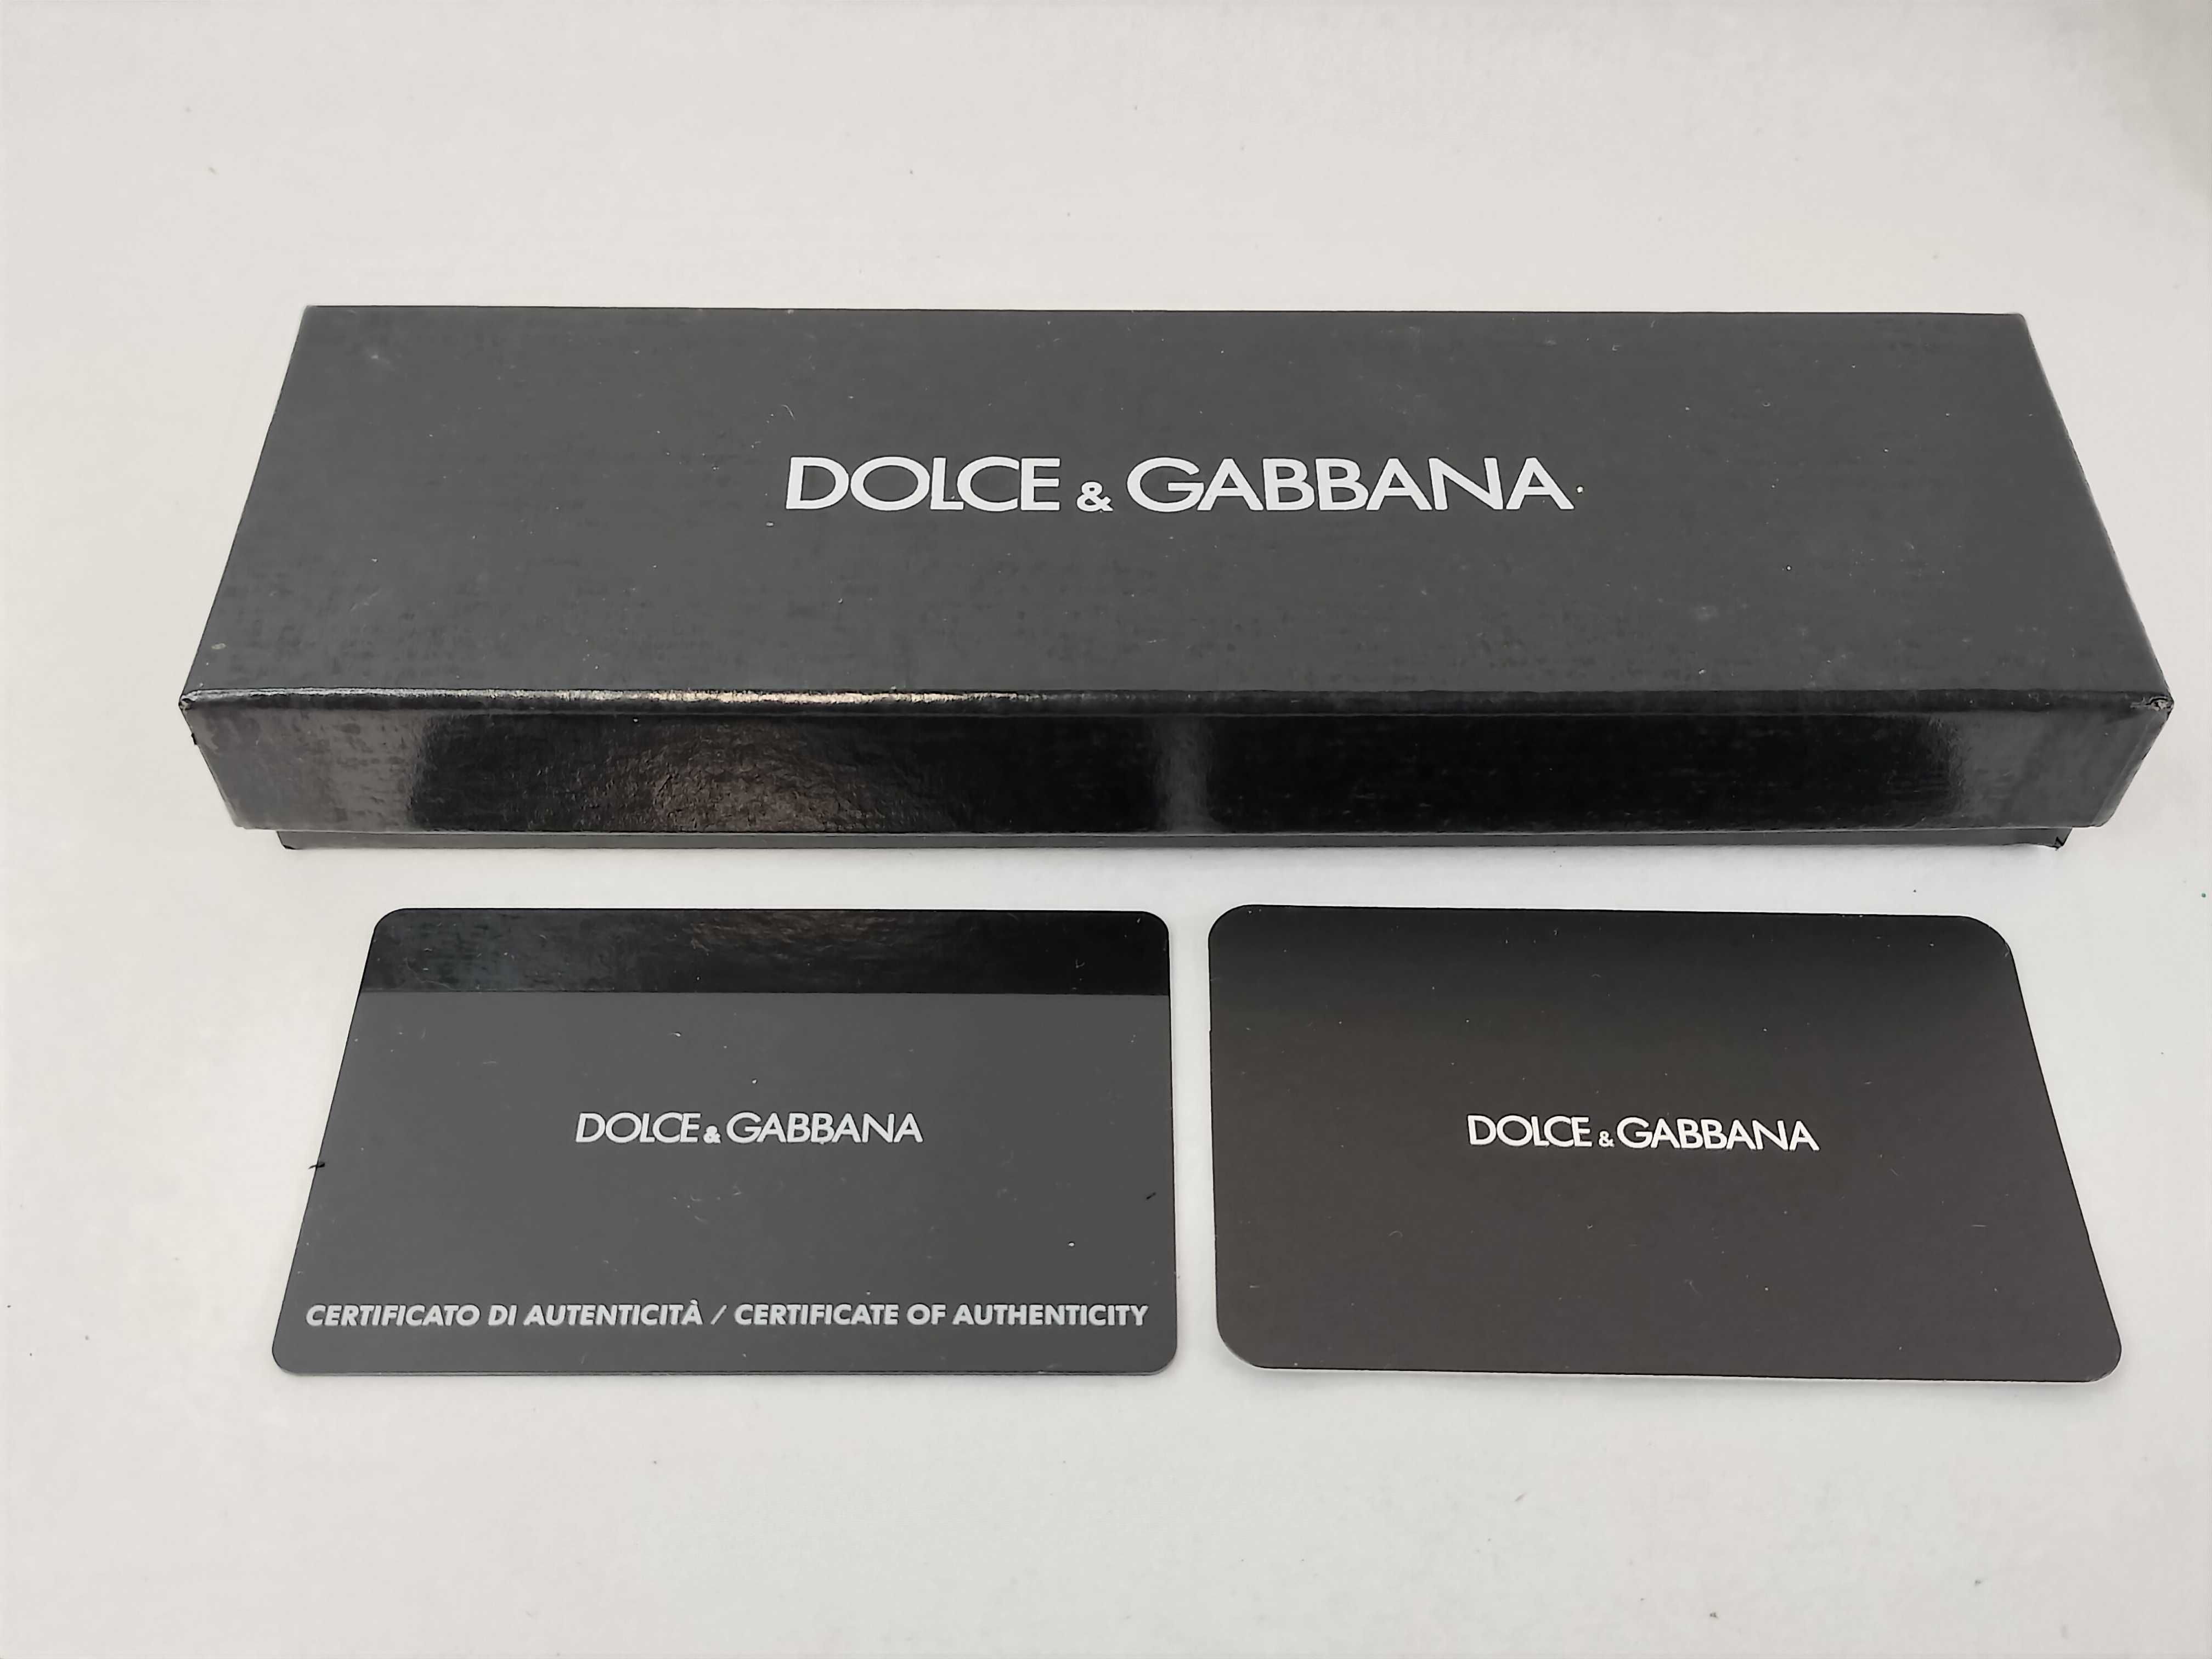 DOLCE & GABBANA
DOLCE & GABBANA
CERTIFICATO DI AUTENTICITÀ / CERTIFICATE OF AUTHENTICITY
DOLCE & GABBANA